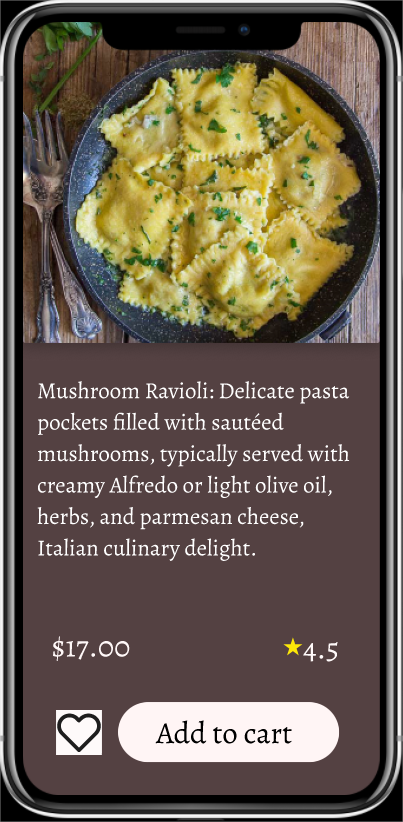 Mushroom Ravioli: Delicate pasta
pockets filled with sautéed
mushrooms, typically served with
creamy Alfredo or light olive oil,
herbs, and parmesan cheese,
Italian culinary delight.
$17.00
★4.5
Add to cart